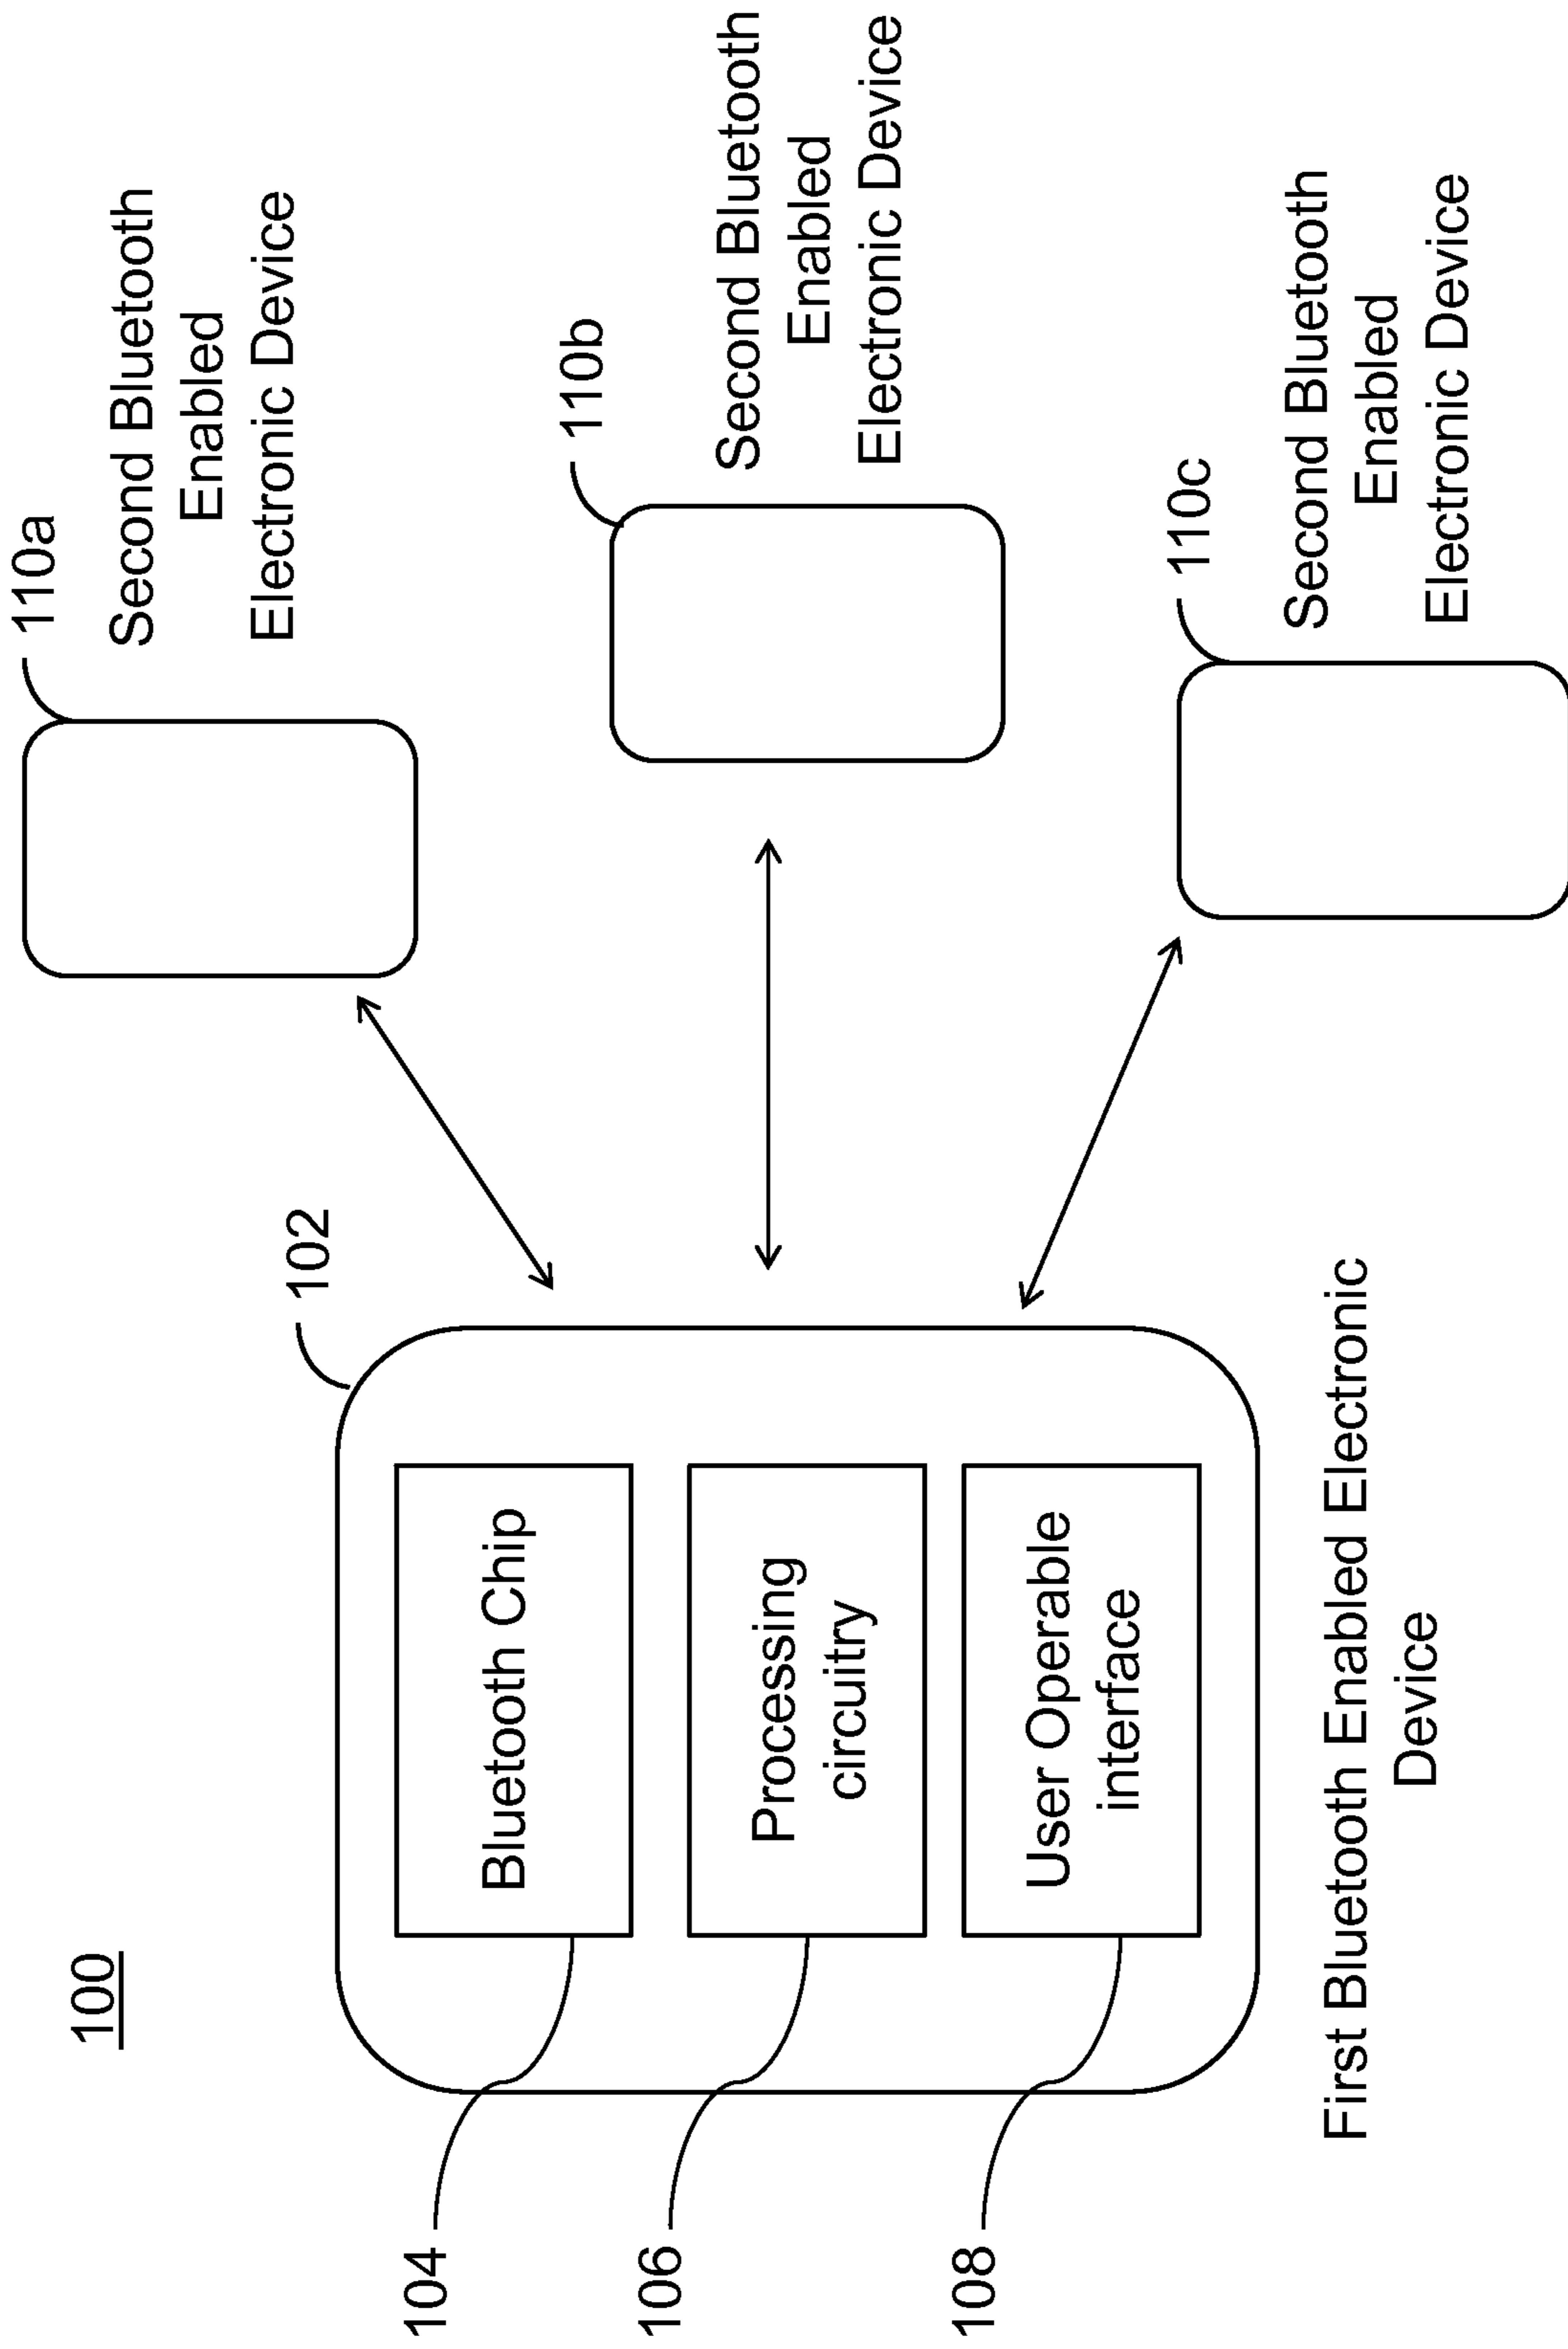 100
102
104
Bluetooth Chip
106
Processing
circuitry
108
User Operable
interface
First Bluetooth Enabled Electronic
Device
110a
Second Bluetooth
Enabled
Electronic Device
110b
Second Bluetooth
Enabled
Electronic Device
110c
Second Bluetooth
Enabled
Electronic Device